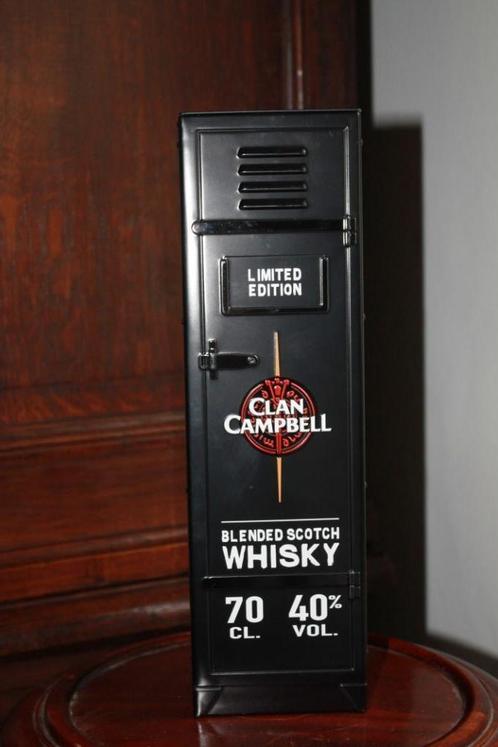 LIMITED
EDITION
CLAN
CAMPBELL
BLENDED SCOTCH
WHISKY
70 40%
CL. VOL.